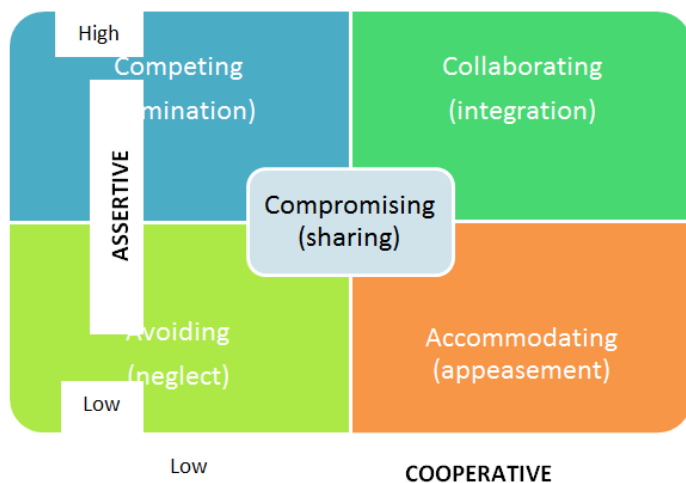 High
Competing
mination)
Collaborating
(integration)
ASSERTIVE
Compromising
(sharing)
Avoiding
(neglect)
Accommodating
(appeasement)
Low
Low
COOPERATIVE